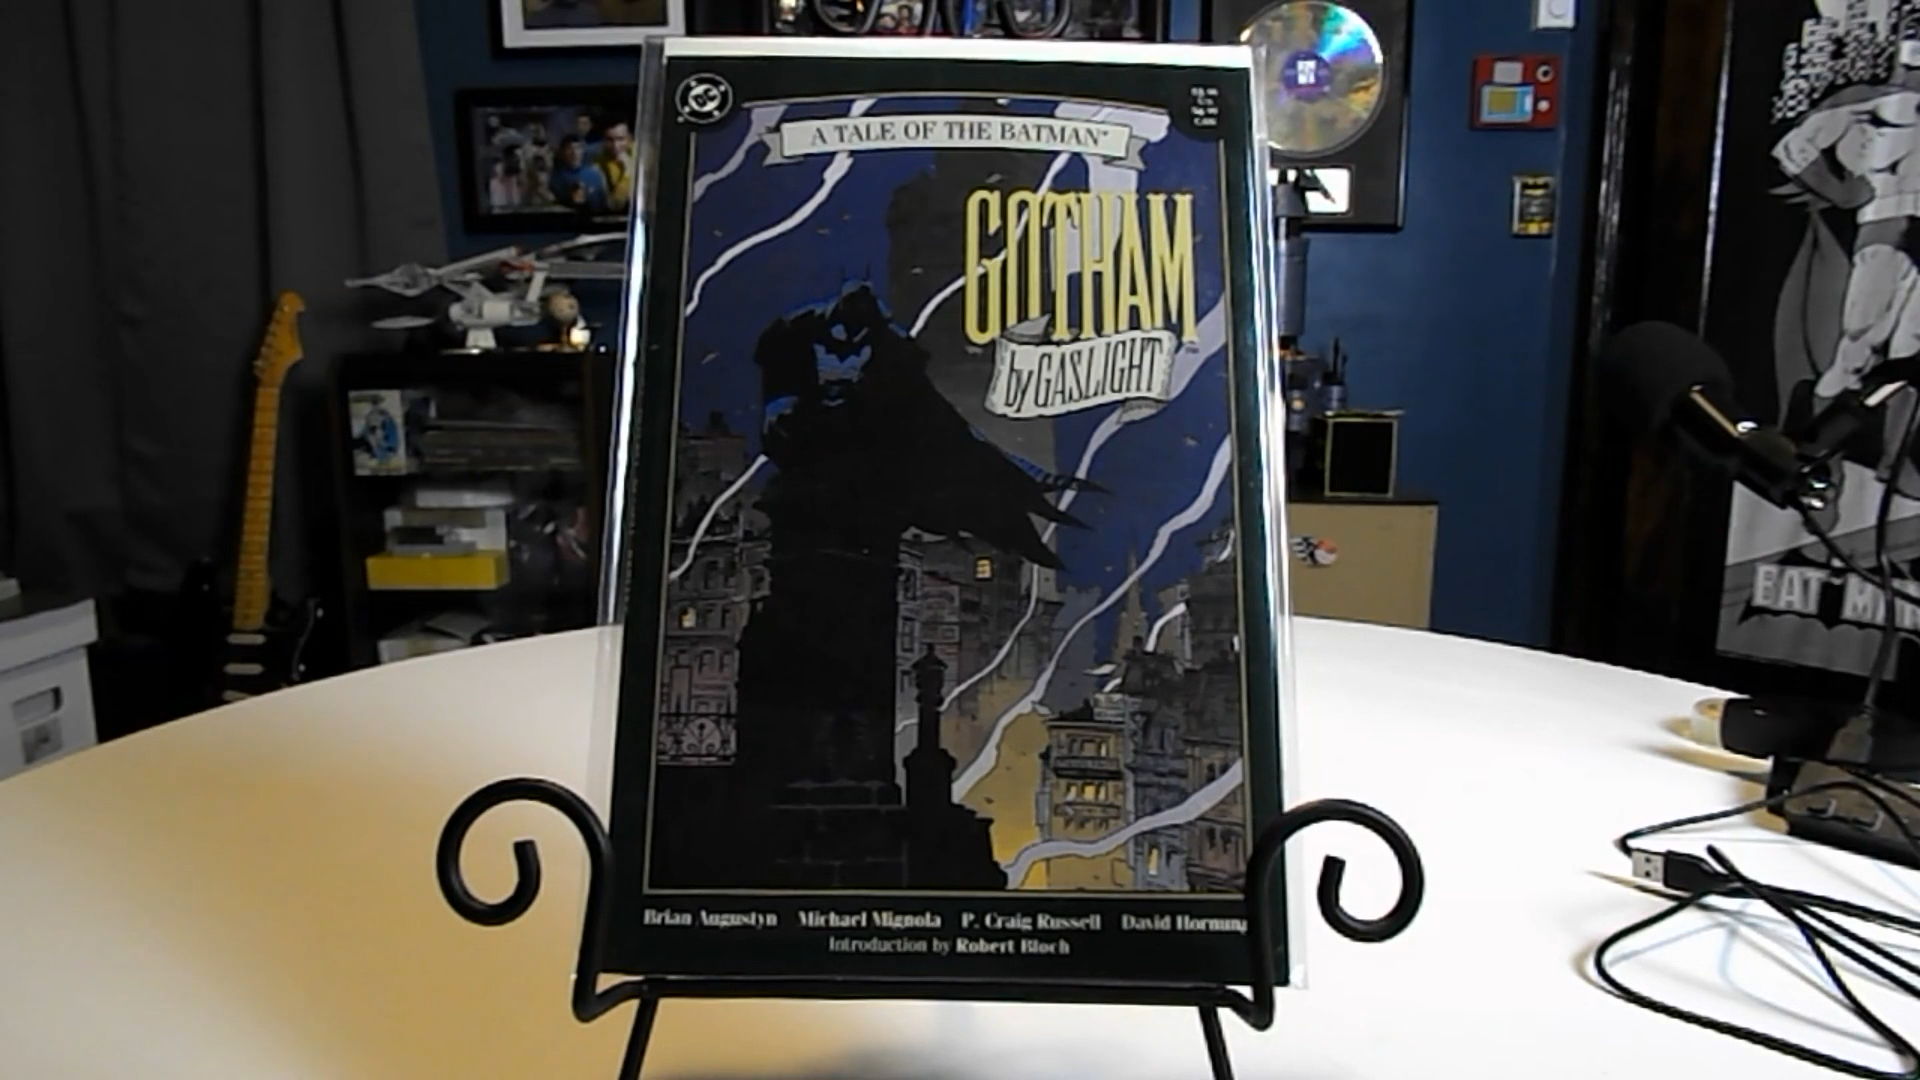 DC
A TALE OF THE BATMAN
GOTHAM
by GASLIGHT
Brian Augustyn Michael Mignola P. Craig Russell David Hornung
Introduction by Robert Bloch
BATMAN